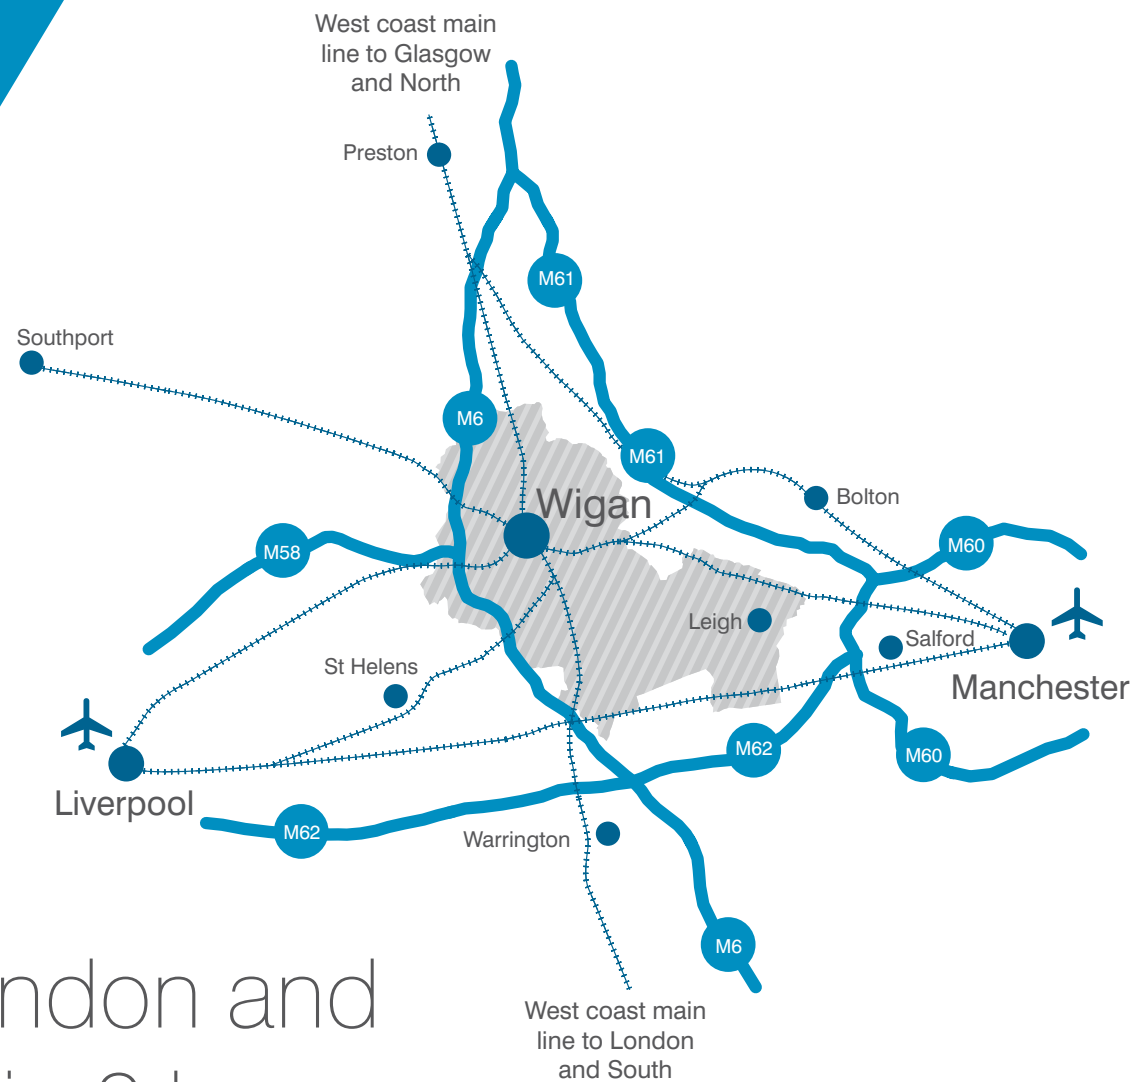 West coast main
line to Glasgow
and North
Preston
M61
Southport
M6
M61
Wigan
Bolton
M58
M60
Leigh
Salford
St Helens
Manchester
M62
M60
Liverpool
M62
Warrington
M6
ndon and
West coast main
line to London
and South